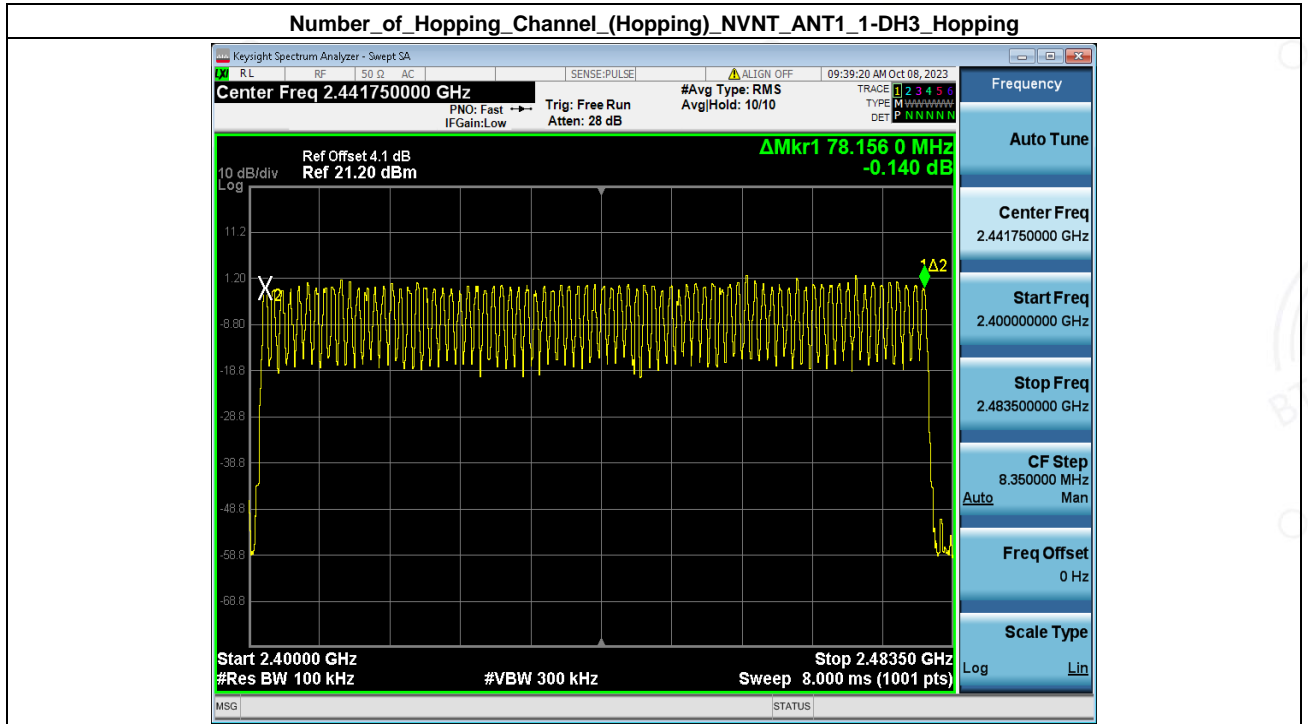 Number_of_Hopping_Channel_(Hopping)_NVNT_ANT1_1-DH3_Hopping
Keysight Spectrum Analyzer - Swept SA
LXI RL RF 50 Ω AC SENSE:PULSE ALIGN OFF 09:39:20 AM Oct 08, 2023
Center Freq 2.441750000 GHz
PNO: Fast
IFGain:Low
Trig: Free Run
Atten: 28 dB
#Avg Type: RMS
Avg|Hold: 10/10
TRACE 1 2 3 4 5 6
TYPE M WWWWW
DET P N N N N N
ΔMkr1 78.156 0 MHz
-0.140 dB
Ref Offset 4.1 dB
10 dB/div Ref 21.20 dBm
Log
11.2
1.20
-8.80
-18.8
-28.8
-38.8
-48.8
-58.8
-68.8
X2
1Δ2
Start 2.40000 GHz Stop 2.48350 GHz
#Res BW 100 kHz #VBW 300 kHz Sweep 8.000 ms (1001 pts)
MSG STATUS
Frequency
Auto Tune
Center Freq
2.441750000 GHz
Start Freq
2.400000000 GHz
Stop Freq
2.483500000 GHz
CF Step
8.350000 MHz
Auto Man
Freq Offset
0 Hz
Scale Type
Log Lin